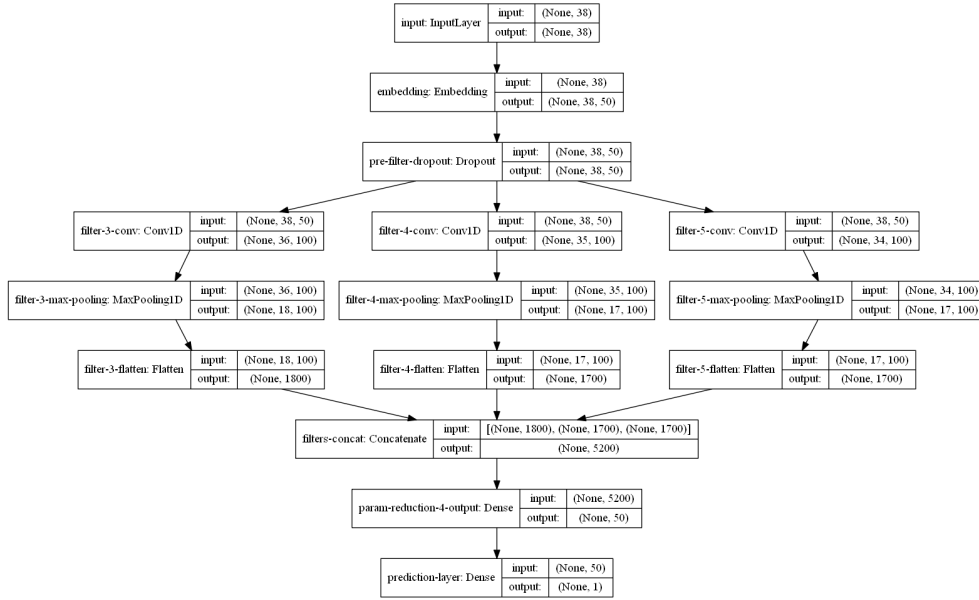 input: InputLayer
input: (None, 38)
output: (None, 38)
embedding: Embedding
input: (None, 38)
output: (None, 38, 50)
pre-filter-dropout: Dropout
input: (None, 38, 50)
output: (None, 38, 50)
filter-3-conv: Conv1D
input: (None, 38, 50)
output: (None, 36, 100)
filter-4-conv: Conv1D
input: (None, 38, 50)
output: (None, 35, 100)
filter-5-conv: Conv1D
input: (None, 38, 50)
output: (None, 34, 100)
filter-3-max-pooling: MaxPooling1D
input: (None, 36, 100)
output: (None, 18, 100)
filter-4-max-pooling: MaxPooling1D
input: (None, 35, 100)
output: (None, 17, 100)
filter-5-max-pooling: MaxPooling1D
input: (None, 34, 100)
output: (None, 17, 100)
filter-3-flatten: Flatten
input: (None, 18, 100)
output: (None, 1800)
filter-4-flatten: Flatten
input: (None, 17, 100)
output: (None, 1700)
filter-5-flatten: Flatten
input: (None, 17, 100)
output: (None, 1700)
filters-concat: Concatenate
input: [(None, 1800), (None, 1700), (None, 1700)]
output: (None, 5200)
param-reduction-4-output: Dense
input: (None, 5200)
output: (None, 50)
prediction-layer: Dense
input: (None, 50)
output: (None, 1)